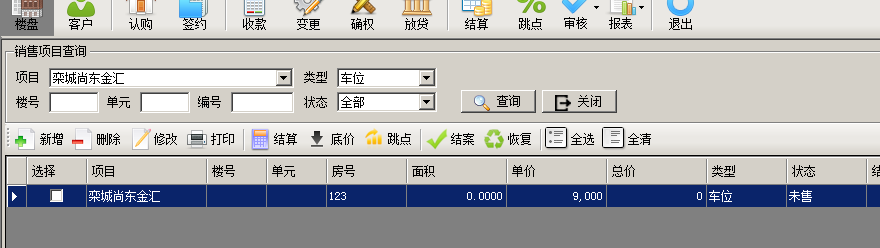 楼盘 客户 认购 签约 收款 变更 确权 放贷 结算 跳点 审核 报表 退出
销售项目查询
项目 栾城尚东金汇 类型 车位
楼号 单元 编号 状态 全部 查询 关闭
新增 删除 修改 打印 结算 底价 跳点 结案 恢复 全选 全清
选择 项目 楼号 单元 房号 面积 单价 总价 类型 状态 结
栾城尚东金汇 123 0.0000 9,000 0 车位 未售